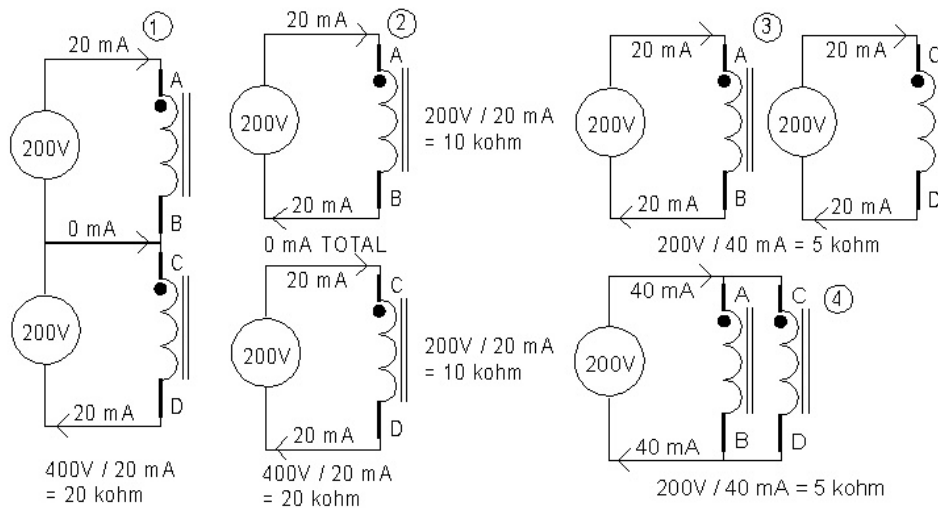 1
20 mA
A
200V
B
0 mA
C
200V
D
20 mA
400V / 20 mA
= 20 kohm
2
20 mA
A
200V
200V / 20 mA
= 10 kohm
B
20 mA
0 mA TOTAL
20 mA
C
200V
200V / 20 mA
= 10 kohm
D
20 mA
400V / 20 mA
= 20 kohm
3
20 mA
A
200V
B
20 mA
20 mA
C
200V
D
20 mA
200V / 40 mA = 5 kohm
4
40 mA
A
C
200V
B
D
40 mA
200V / 40 mA = 5 kohm